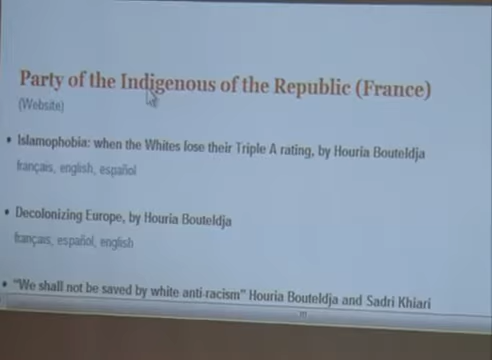 Party of the Indigenous of the Republic (France)
(Website)
• Islamophobia: when the Whites lose their Triple A rating, by Houria Bouteldja
français, english, español
• Decolonizing Europe, by Houria Bouteldja
français, español, english
• "We shall not be saved by white anti-racism" Houria Bouteldja and Sadri Khiari